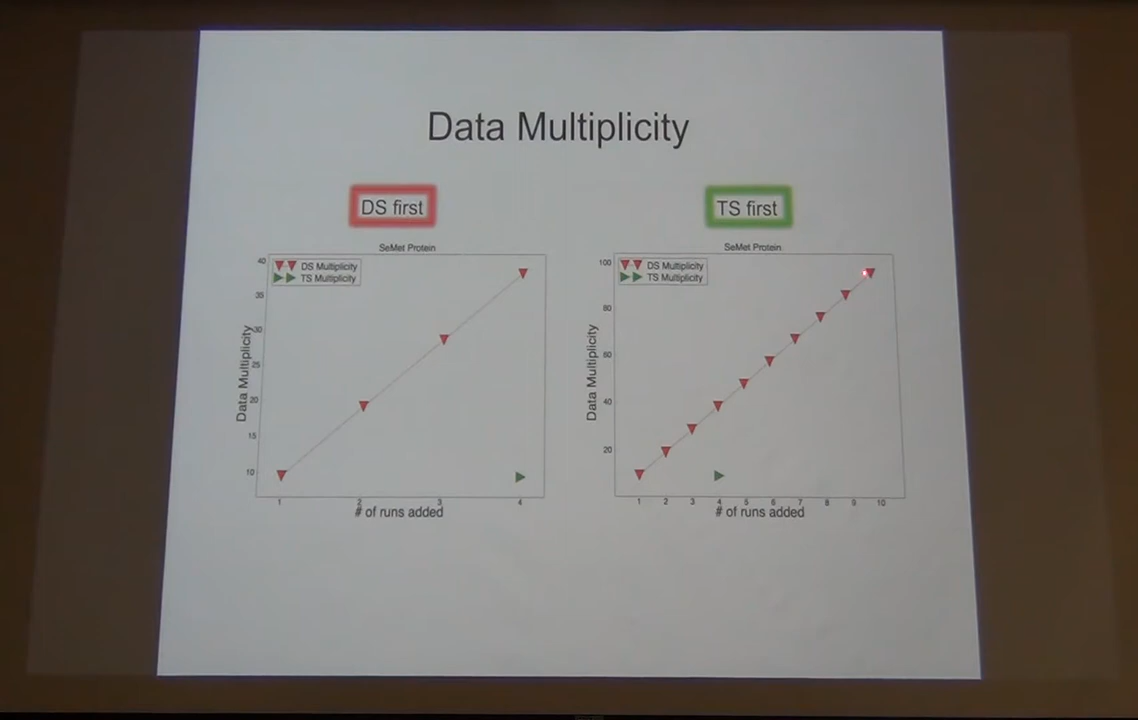 Data Multiplicity
DS first
TS first
SeMet Protein
DS Multiplicity
TS Multiplicity
Data Multiplicity
40
35
30
25
20
15
10
1 2 3 4
# of runs added
SeMet Protein
DS Multiplicity
TS Multiplicity
Data Multiplicity
100
80
60
40
20
1 2 3 4 5 6 7 8 9 10
# of runs added